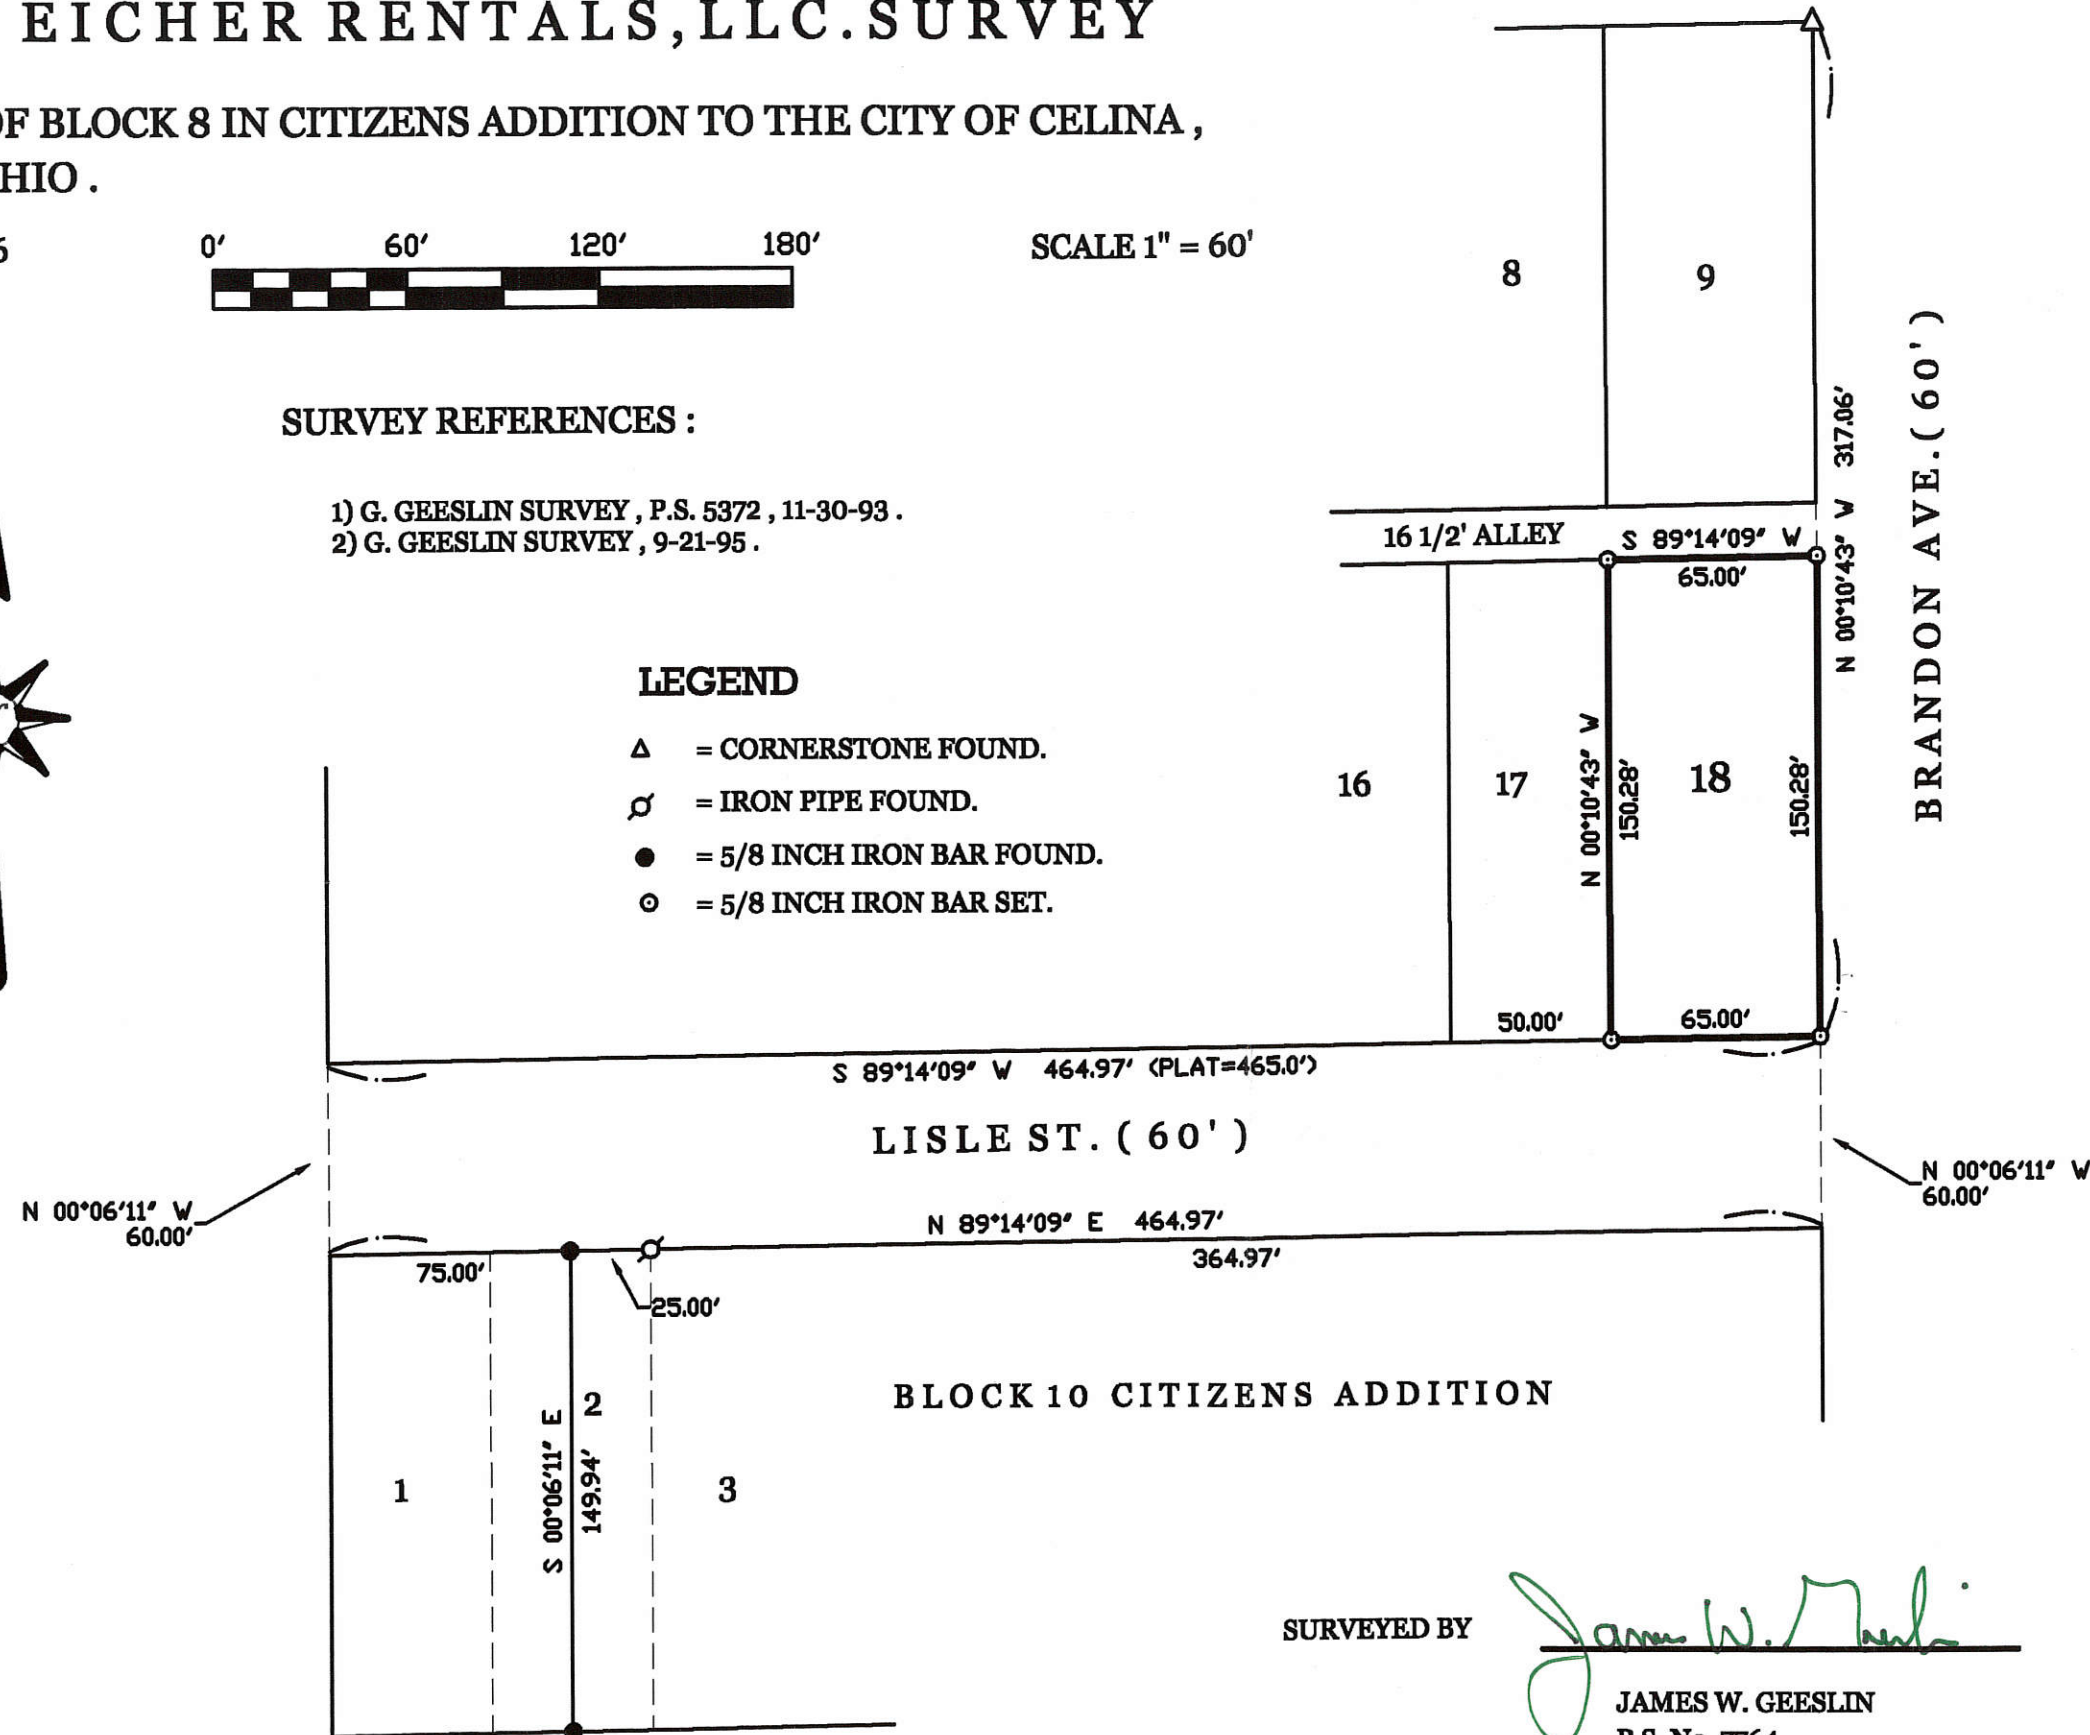 EICHER RENTALS,LLC.SURVEY
OF BLOCK 8 IN CITIZENS ADDITION TO THE CITY OF CELINA ,
HIO .
0' 60' 120' 180'
SCALE 1" = 60'
8
9
SURVEY REFERENCES :
1) G. GEESLIN SURVEY , P.S. 5372 , 11-30-93 .
2) G. GEESLIN SURVEY , 9-21-95 .
N 00°10'43" W 317.06'
BRANDON AVE.(60')
16 1/2' ALLEY
S 89°14'09" W
65.00'
LEGEND
= CORNERSTONE FOUND.
= IRON PIPE FOUND.
= 5/8 INCH IRON BAR FOUND.
= 5/8 INCH IRON BAR SET.
16
17
N 00°10'43" W
150.28'
18
150.28'
50.00'
65.00'
S 89°14'09" W 464.97' (PLAT=465.0')
LISLE ST. (60')
N 00°06'11" W
60.00'
N 00°06'11" W
60.00'
N 89°14'09" E 464.97'
75.00'
364.97'
25.00'
BLOCK 10 CITIZENS ADDITION
1
S 00°06'11" E
2
149.94'
3
SURVEYED BY
James W. Geeslin
JAMES W. GEESLIN